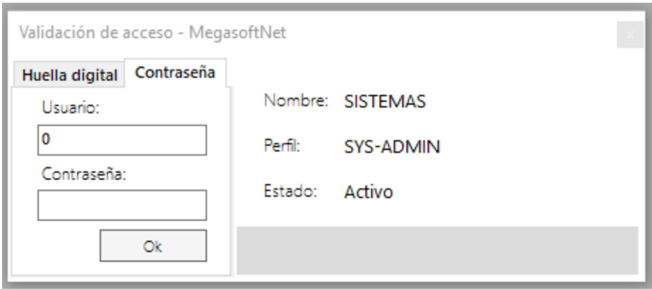 Validación de acceso - MegasoftNet
x
Huella digital Contraseña
Usuario:
0
Contraseña:
Ok
Nombre: SISTEMAS
Perfil: SYS-ADMIN
Estado: Activo